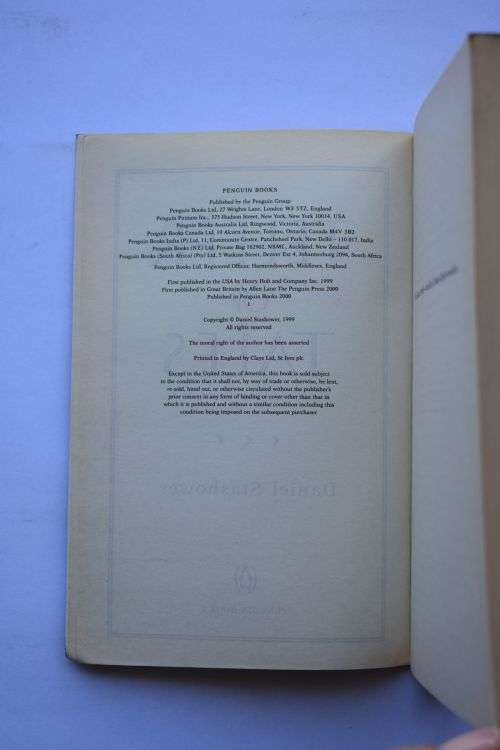 PENGUIN BOOKS
Published by the Penguin Group
Penguin Books Ltd, 27 Wrights Lane, London W8 5TZ, England
Penguin Putnam Inc., 375 Hudson Street, New York, New York 10014, USA
Penguin Books Australia Ltd, Ringwood, Victoria, Australia
Penguin Books Canada Ltd, 10 Alcorn Avenue, Toronto, Ontario, Canada M4V 3B2
Penguin Books India (P) Ltd, 11, Community Centre, Panchsheel Park, New Delhi – 110 017, India
Penguin Books (NZ) Ltd, Private Bag 102902, NSMC, Auckland, New Zealand
Penguin Books (South Africa) (Pty) Ltd, 5 Watkins Street, Denver Ext 4, Johannesburg 2094, South Africa
Penguin Books Ltd, Registered Offices: Harmondsworth, Middlesex, England
First published in the USA by Henry Holt and Company Inc. 1999
First published in Great Britain by Allen Lane The Penguin Press 2000
Published in Penguin Books 2000
1
Copyright © Daniel Stashower, 1999
All rights reserved
The moral right of the author has been asserted
Printed in England by Clays Ltd, St Ives plc
Except in the United States of America, this book is sold subject
to the condition that it shall not, by way of trade or otherwise, be lent,
re-sold, hired out, or otherwise circulated without the publisher's
prior consent in any form of binding or cover other than that in
which it is published and without a similar condition including this
condition being imposed on the subsequent purchaser
Daniel Stashower
PENGUIN BOOKS